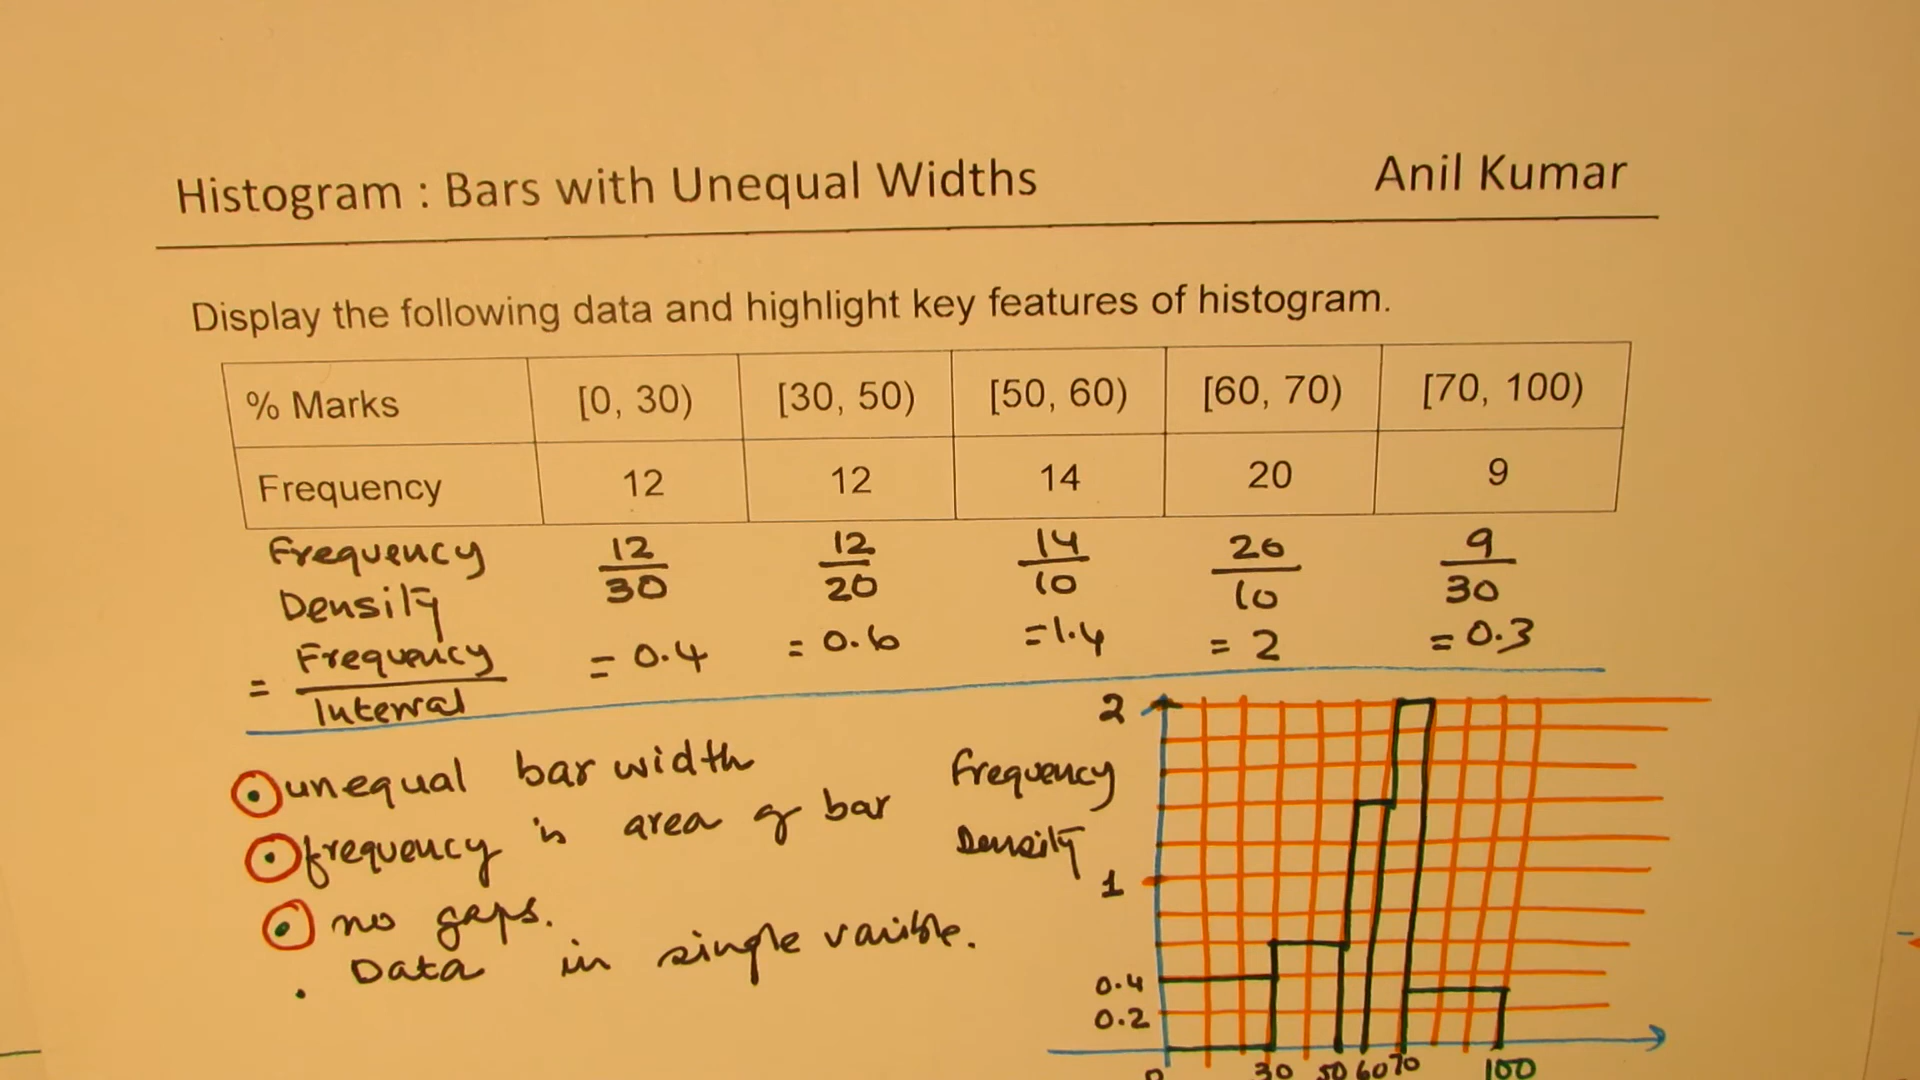 Histogram : Bars with Unequal Widths Anil Kumar
Display the following data and highlight key features of histogram.
% Marks [0, 30) [30, 50) [50, 60) [60, 70) [70, 100)
Frequency 12 12 14 20 9
Frequency 12 12 14 20 9
Density 30 20 10 10 30
= Frequency = 0.4 = 0.6 =1.4 = 2 = 0.3
Interval
unequal bar width
frequency is area of bar
no gaps.
. Data in single varible.
2
Frequency
Density
1
0.4
0.2
0 30 50 60 70 100